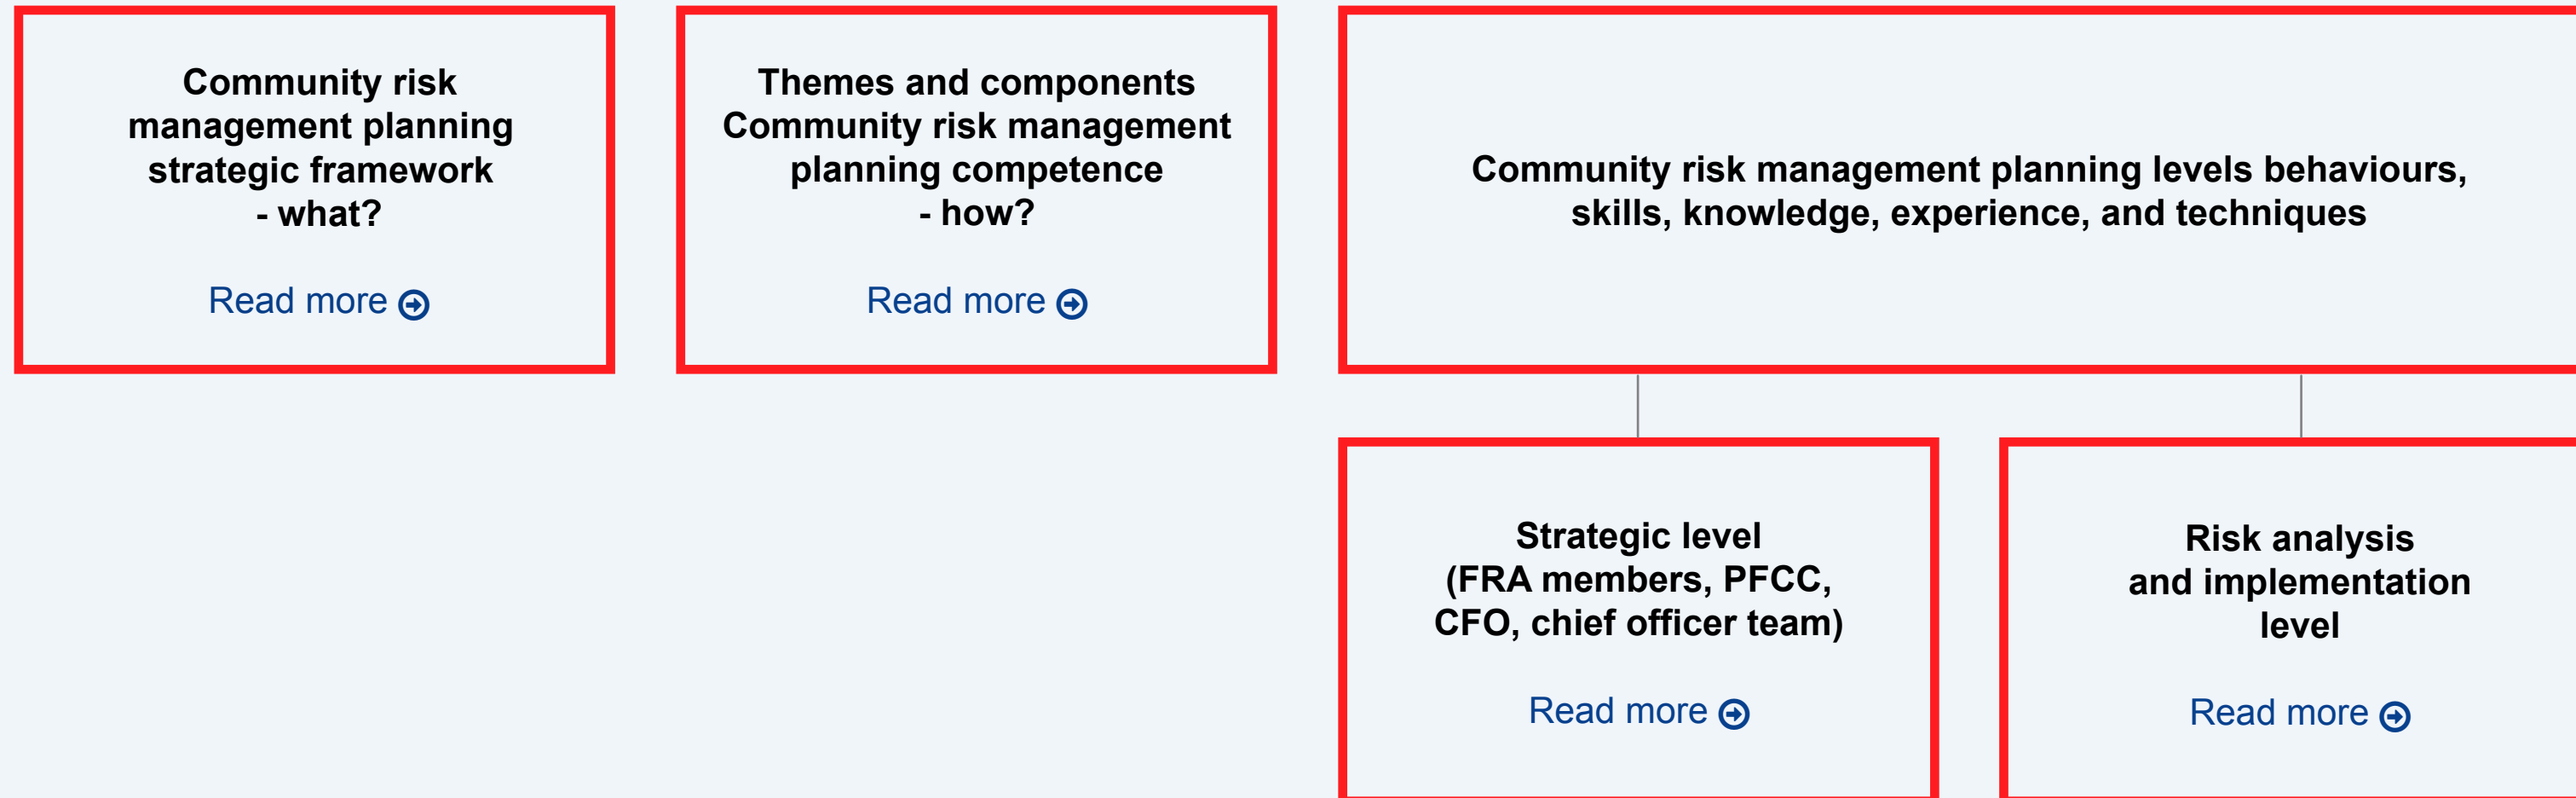 Community risk
management planning
strategic framework
- what?
Read more
Themes and components
Community risk management
planning competence
- how?
Read more
Community risk management planning levels behaviours,
skills, knowledge, experience, and techniques
Strategic level
(FRA members, PFCC,
CFO, chief officer team)
Read more
Risk analysis
and implementation
level
Read more